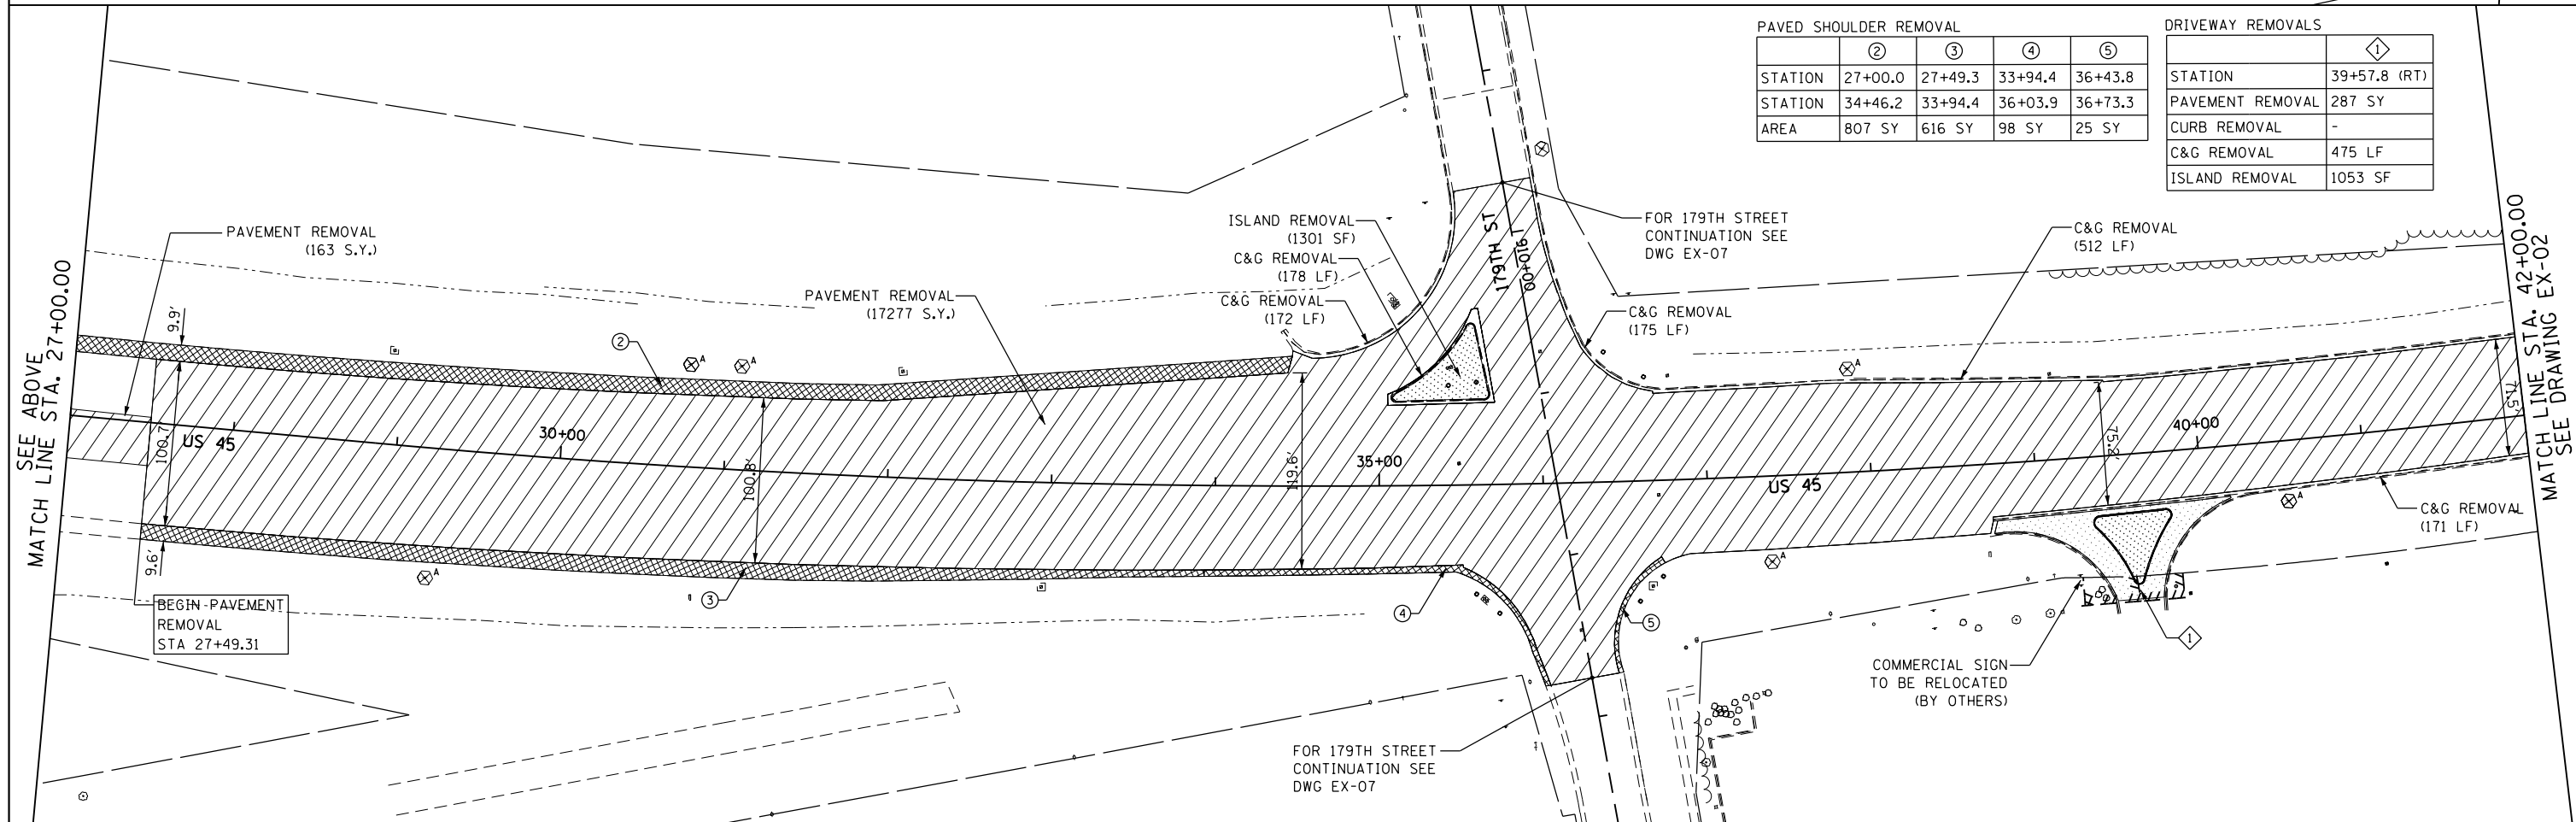 PAVED SHOULDER REMOVAL
② ③ ④ ⑤
STATION 27+00.0 27+49.3 33+94.4 36+43.8
STATION 34+46.2 33+94.4 36+03.9 36+73.3
AREA 807 SY 616 SY 98 SY 25 SY
DRIVEWAY REMOVALS
1
STATION 39+57.8 (RT)
PAVEMENT REMOVAL 287 SY
CURB REMOVAL -
C&G REMOVAL 475 LF
ISLAND REMOVAL 1053 SF
SEE ABOVE
MATCH LINE STA. 27+00.00
PAVEMENT REMOVAL
(163 S.Y.)
9.9'
100.7'
US 45
9.6'
BEGIN PAVEMENT
REMOVAL
STA 27+49.31
30+00
②
A
A
A
100.8'
③
PAVEMENT REMOVAL
(17277 S.Y.)
ISLAND REMOVAL
(1301 SF)
C&G REMOVAL
(178 LF)
C&G REMOVAL
(172 LF)
119.6'
35+00
④
179TH ST
910+00
FOR 179TH STREET
CONTINUATION SEE
DWG EX-07
C&G REMOVAL
(175 LF)
C&G REMOVAL
(512 LF)
A
US 45
A
⑤
FOR 179TH STREET
CONTINUATION SEE
DWG EX-07
75.2'
40+00
71.5'
A
C&G REMOVAL
(171 LF)
1
COMMERCIAL SIGN
TO BE RELOCATED
(BY OTHERS)
MATCH LINE STA. 42+00.00
SEE DRAWING EX-02